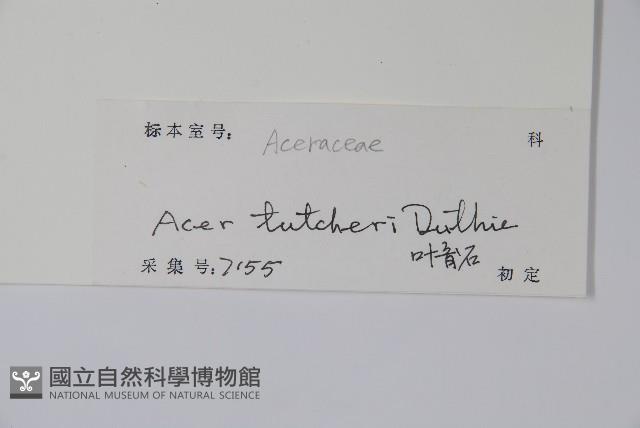 标本室号: Aceraceae 科
Acer tutcheri Duthie
采集号: 7155 叶育石 初定
國立自然科學博物館
NATIONAL MUSEUM OF NATURAL SCIENCE